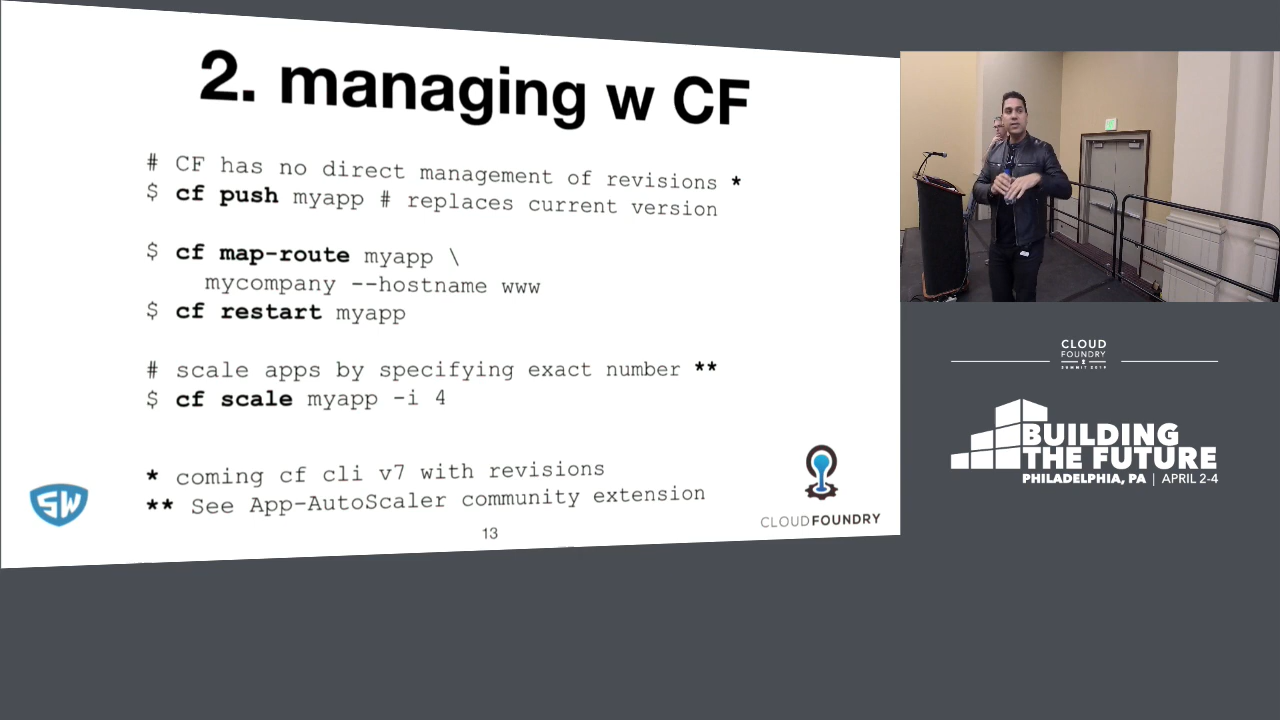 2. managing w CF
# CF has no direct management of revisions *
$ cf push myapp # replaces current version
$ cf map-route myapp \
mycompany --hostname www
$ cf restart myapp
# scale apps by specifying exact number **
$ cf scale myapp -i 4
* coming cf cli v7 with revisions
** See App-AutoScaler community extension
SW
CLOUDFOUNDRY
13
CLOUD
FOUNDRY
SUMMIT 2019
BUILDING
THE FUTURE
PHILADELPHIA, PA | APRIL 2-4